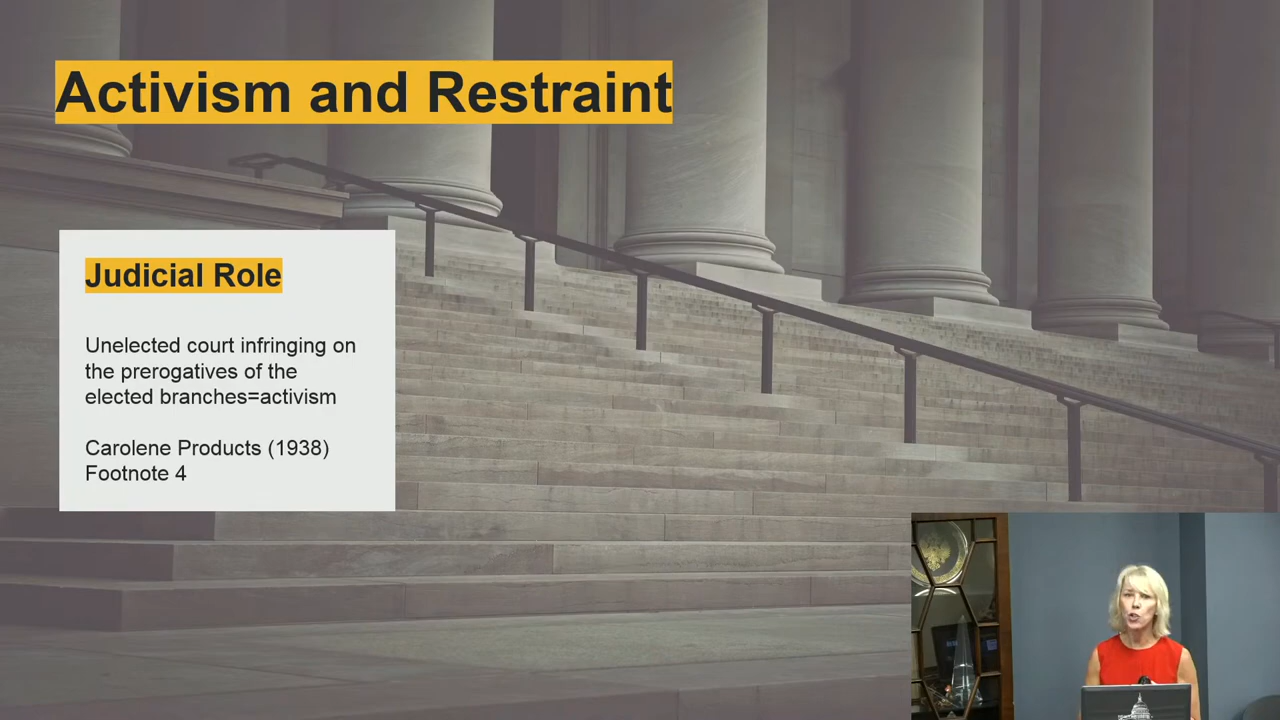 Activism and Restraint
Judicial Role
Unelected court infringing on
the prerogatives of the
elected branches=activism
Carolene Products (1938)
Footnote 4